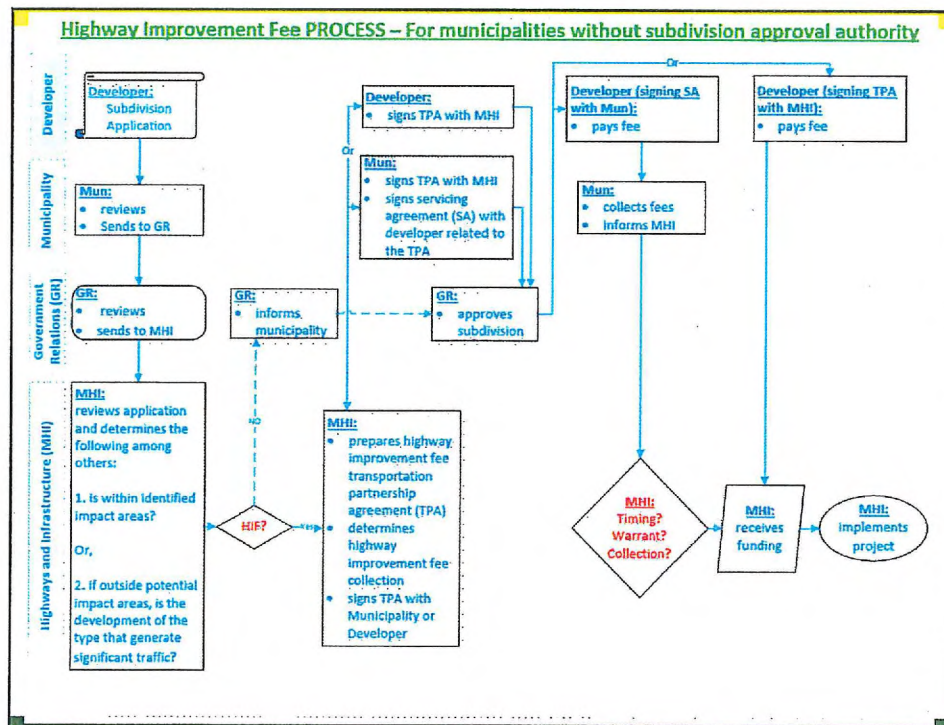 Highway Improvement Fee PROCESS – For municipalities without subdivision approval authority
Developer
Developer:
Subdivision
Application
Developer:
• signs TPA with MHI
Or
Or
Developer (signing SA
with Mun):
• pays fee
Developer (signing TPA
with MHI):
• pays fee
Municipality
Mun:
• reviews
• Sends to GR
Mun:
• signs TPA with MHI
• signs servicing
agreement (SA) with
developer related to
the TPA
Mun:
• collects fees
• informs MHI
Government
Relations (GR)
GR:
• reviews
• sends to MHI
GR:
• informs
municipality
GR:
• approves
subdivision
Highways and Infrastructure (MHI)
MHI:
reviews application
and determines the
following among
others:
1. is within identified
impact areas?
Or,
2. if outside potential
impact areas, is the
development of the
type that generate
significant traffic?
NO
HIF?
Yes
MHI:
• prepares highway
improvement fee
transportation
partnership
agreement (TPA)
• determines
highway
improvement fee
collection
• signs TPA with
Municipality or
Developer
MHI:
Timing?
Warrant?
Collection?
MHI:
receives
funding
MHI:
implements
project